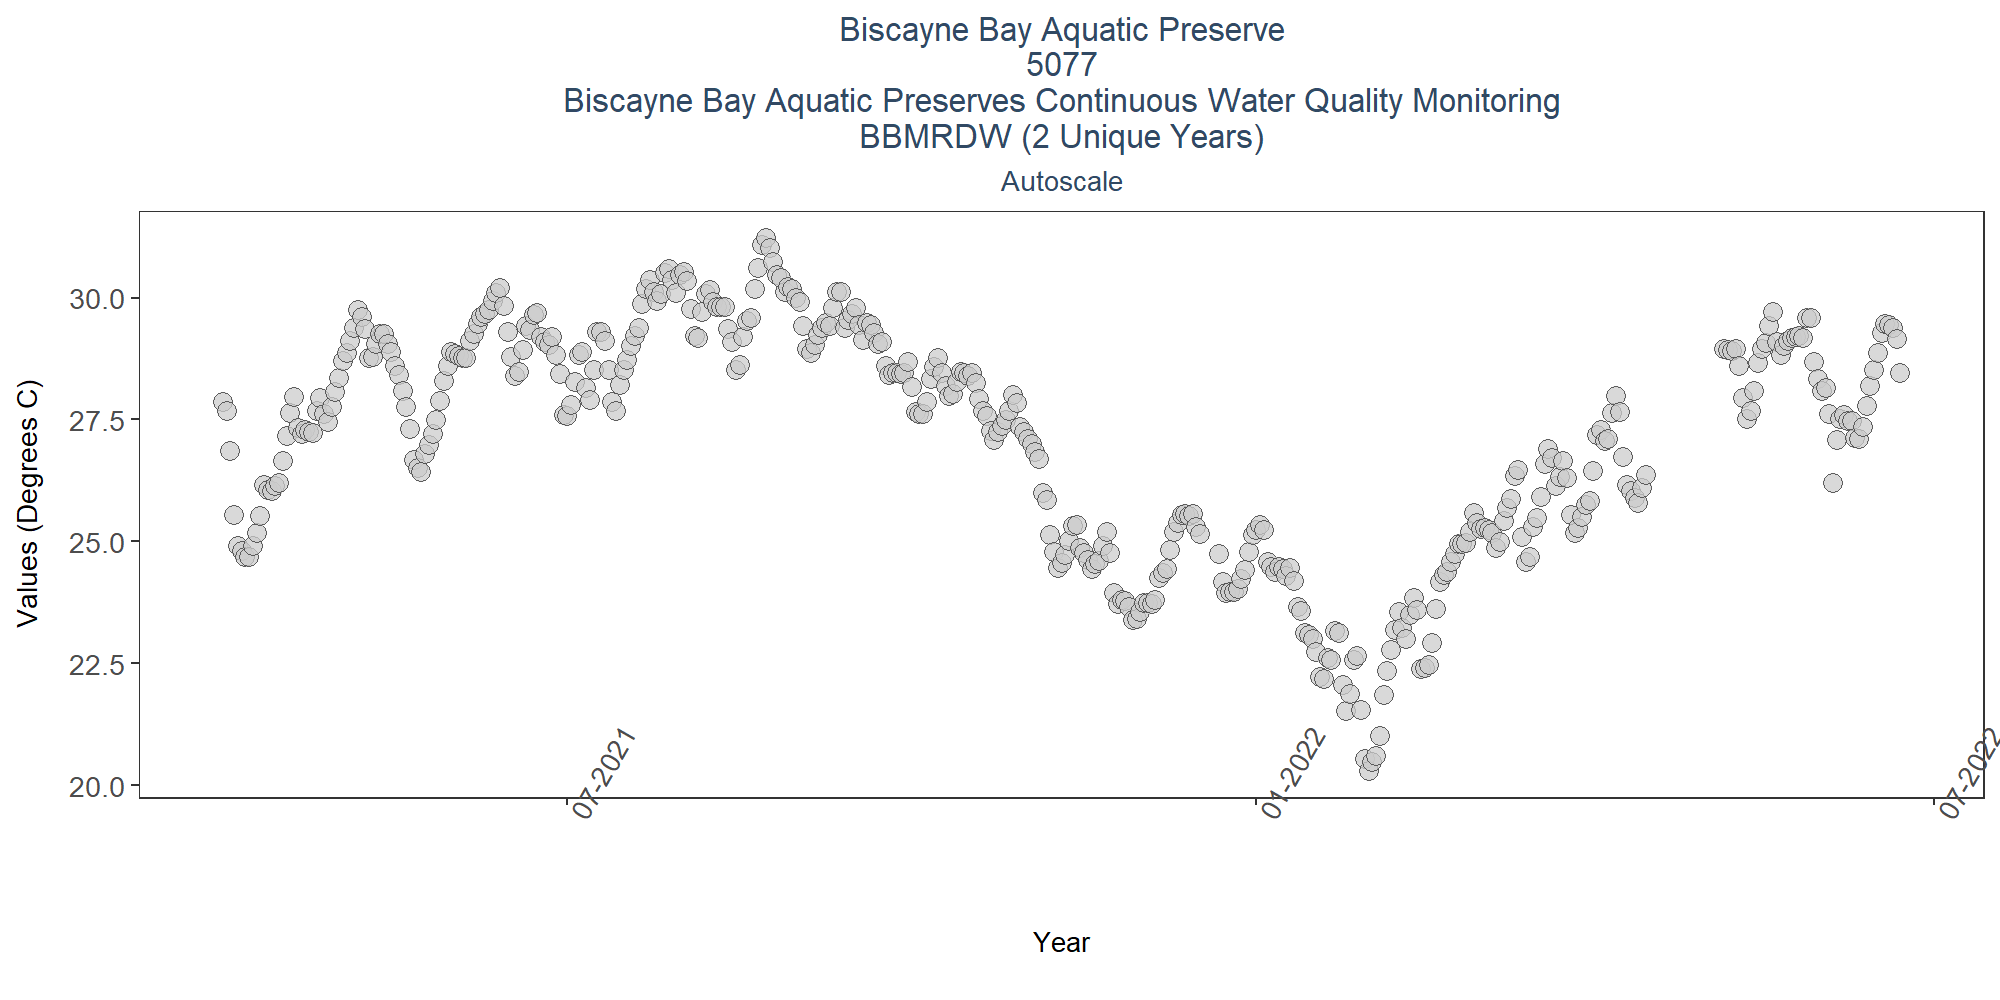 Biscayne Bay Aquatic Preserve
5077
Biscayne Bay Aquatic Preserves Continuous Water Quality Monitoring
BBMRDW (2 Unique Years)
Autoscale
Values (Degrees C)
30.0
27.5
25.0
22.5
20.0
07-2021
01-2022
07-2022
Year